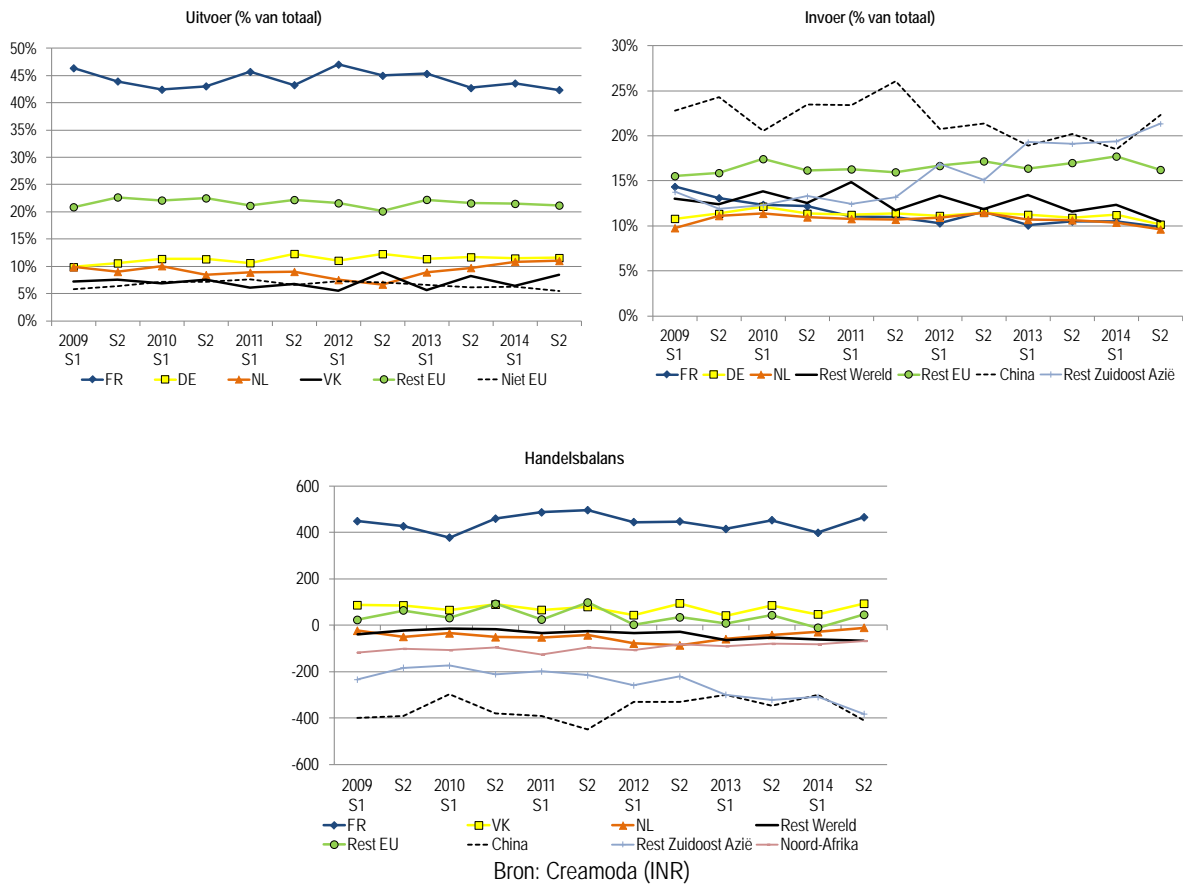 Uitvoer (% van totaal)
50%
45%
40%
35%
30%
25%
20%
15%
10%
5%
0%
2009 S2 2010 S2 2011 S2 2012 S2 2013 S2 2014 S2
S1 S1 S1 S1 S1 S1
FR DE NL VK Rest EU Niet EU
Invoer (% van totaal)
30%
25%
20%
15%
10%
5%
0%
2009 S2 2010 S2 2011 S2 2012 S2 2013 S2 2014 S2
S1 S1 S1 S1 S1 S1
FR DE NL Rest Wereld Rest EU China Rest Zuidoost Azië
Handelsbalans
600
400
200
0
-200
-400
-600
2009 S2 2010 S2 2011 S2 2012 S2 2013 S2 2014 S2
S1 S1 S1 S1 S1 S1
FR VK NL Rest Wereld
Rest EU China Rest Zuidoost Azië Noord-Afrika
Bron: Creamoda (INR)